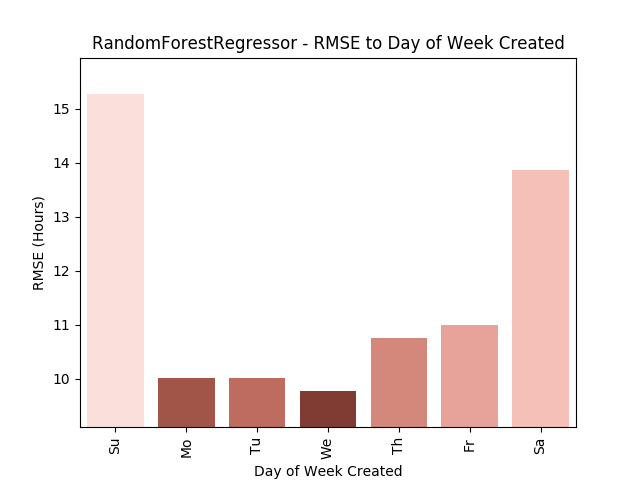 RandomForestRegressor - RMSE to Day of Week Created
RMSE (Hours)
15
14
13
12
11
10
Su
Mo
Tu
We
Th
Fr
Sa
Day of Week Created